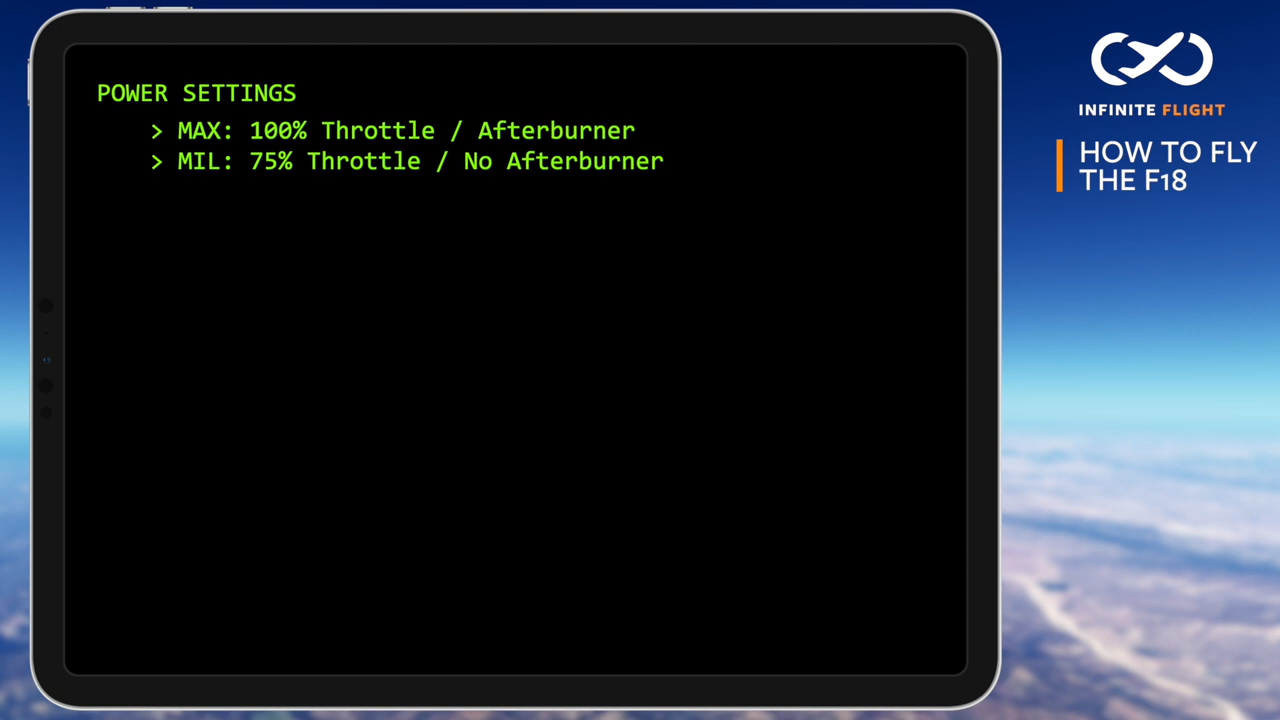 POWER SETTINGS
> MAX: 100% Throttle / Afterburner
> MIL: 75% Throttle / No Afterburner
INFINITE FLIGHT
HOW TO FLY
THE F18